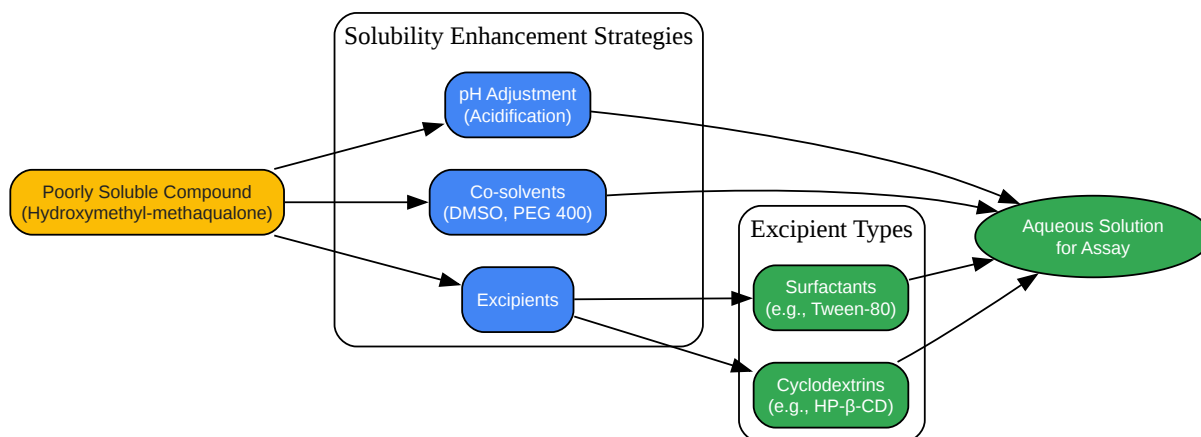 Solubility Enhancement Strategies
pH Adjustment
(Acidification)
Poorly Soluble Compound
(Hydroxymethyl-methaqualone)
Co-solvents
(DMSO, PEG 400)
Excipients
Excipient Types
Surfactants
(e.g., Tween-80)
Cyclodextrins
(e.g., HP-β-CD)
Aqueous Solution
for Assay